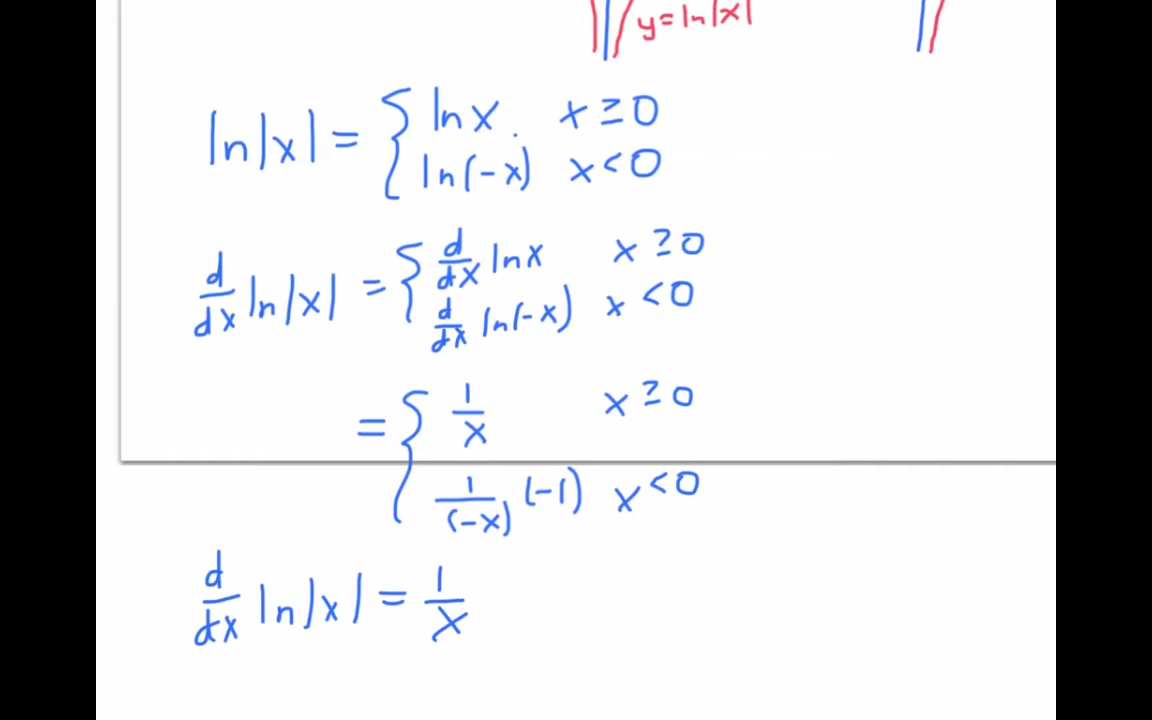 y=ln|x|
ln|x| = { ln x. x ≥ 0
ln(-x) x < 0
d/dx ln|x| = { d/dx ln x x ≥ 0
d/dx ln(-x) x < 0
= { 1/x x ≥ 0
1/(-x) (-1) x < 0
d/dx ln|x| = 1/x